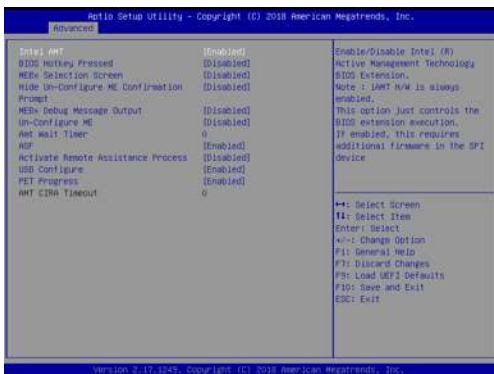 Aptio Setup Utility - Copyright (C) 2018 American Megatrends, Inc.
Advanced
Intel AMT [Enabled]
BIOS Hotkey Pressed [Disabled]
MEBx Selection Screen [Disabled]
Hide Un-Configure ME Confirmation [Disabled]
Prompt
MEBx Debug Message Output [Disabled]
Un-Configure ME [Disabled]
Amt Wait Timer 0
ASF [Enabled]
Activate Remote Assistance Process [Disabled]
USB Configure [Enabled]
PET Progress [Enabled]
AMT CIRA Timeout 0
Enable/Disable Intel (R)
Active Management Technology
BIOS Extension.
Note : iAMT H/W is always
enabled.
This option just controls the
BIOS extension execution.
If enabled, this requires
additional firmware in the SPI
device
↔: Select Screen
↑↓: Select Item
Enter: Select
+/-: Change Option
F1: General Help
F7: Discard Changes
F9: Load UEFI Defaults
F10: Save and Exit
ESC: Exit
Version 2.17.1249. Copyright (C) 2018 American Megatrends, Inc.